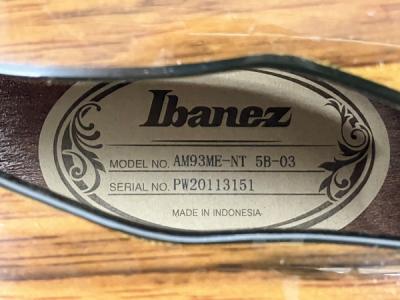 Ibanez
MODEL NO. AM93ME-NT 5B-03
SERIAL NO. PW20113151
MADE IN INDONESIA